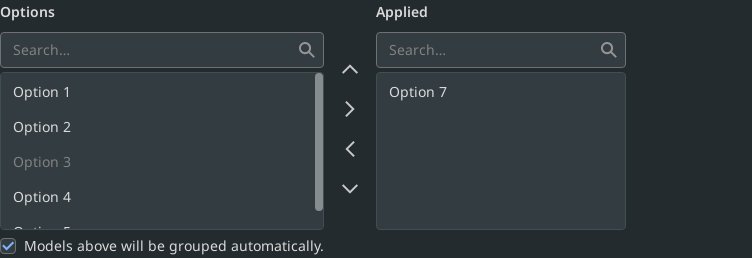 Options
Search...
Option 1
Option 2
Option 3
Option 4
Applied
Search...
Option 7
Models above will be grouped automatically.